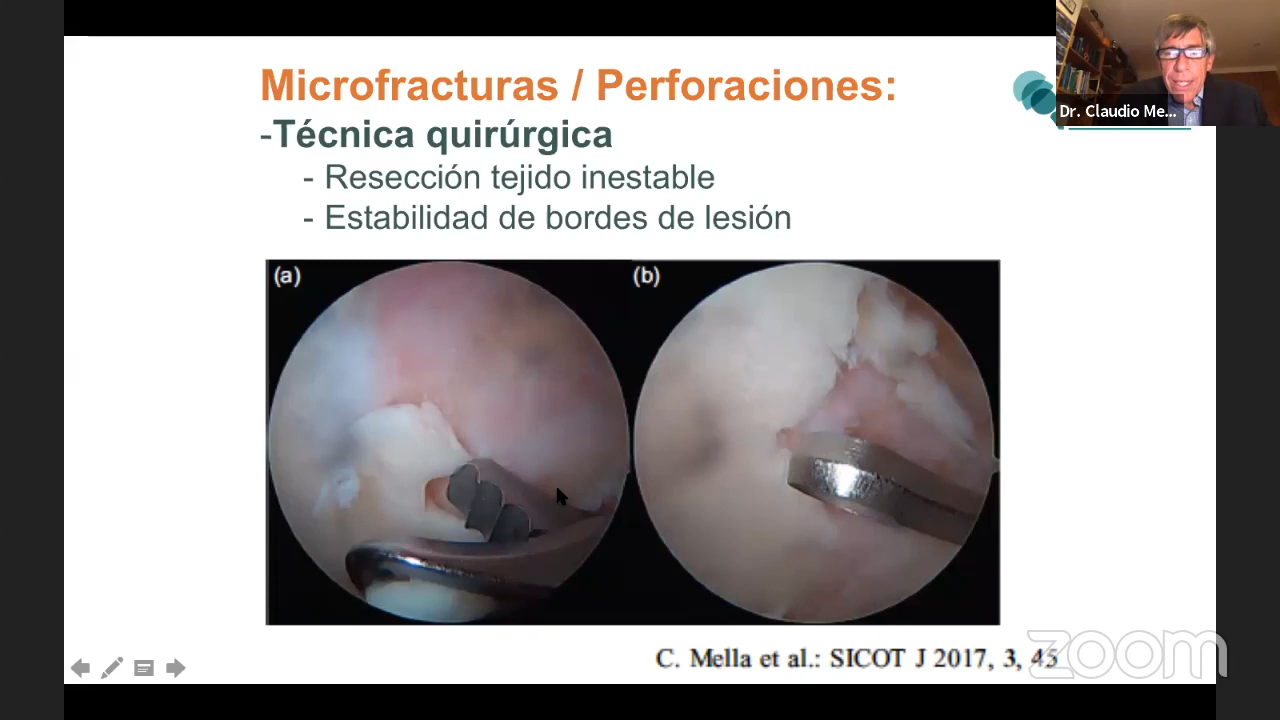 Microfracturas / Perforaciones:
-Técnica quirúrgica
- Resección tejido inestable
- Estabilidad de bordes de lesión
(a)
(b)
C. Mella et al.: SICOT J 2017, 3, 45
Dr. Claudio Me...
zoom